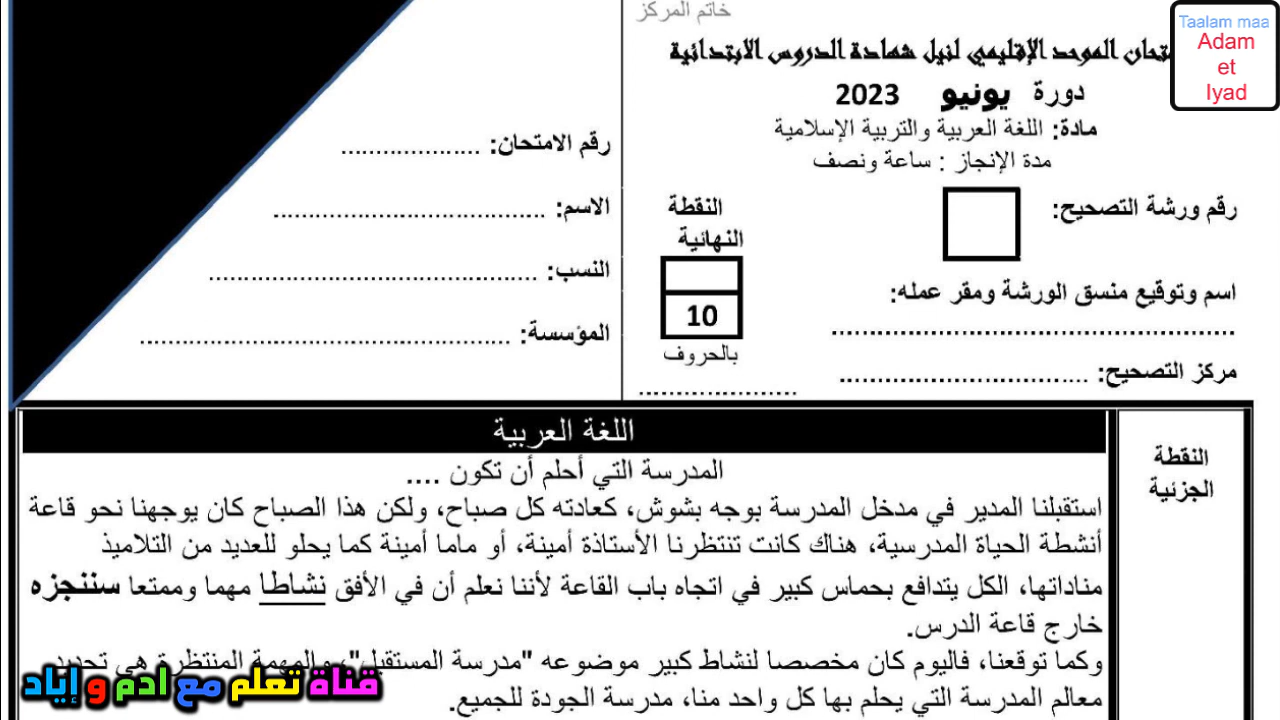 خاتم المركز
Taalam maa
Adam
et
Iyad
الموحد الإقليمي لنيل شهادة الدروس الابتدائية
دورة يونيو 2023
مادة: اللغة العربية والتربية الإسلامية
مدة الإنجاز : ساعة ونصف
رقم ورشة التصحيح:
النقطة
النهائية
10
بالحروف
اسم وتوقيع منسق الورشة ومقر عمله:
مركز التصحيح:
رقم الامتحان:
الاسم:
النسب:
المؤسسة:
النقطة
الجزئية
اللغة العربية
المدرسة التي أحلم أن تكون ....
استقبلنا المدير في مدخل المدرسة بوجه بشوش، كعادته كل صباح، ولكن هذا الصباح كان يوجهنا نحو قاعة
أنشطة الحياة المدرسية، هناك كانت تنتظرنا الأستاذة أمينة، أو ماما أمينة كما يحلو للعديد من التلاميذ
مناداتها، الكل يتدافع بحماس كبير في اتجاه باب القاعة لأننا نعلم أن في الأفق نشاطا مهما وممتعا سننجزه
خارج قاعة الدرس.
وكما توقعنا، فاليوم كان مخصصا لنشاط كبير موضوعه "مدرسة المستقبل"، والمهمة المنتظرة هي تحديد
معالم المدرسة التي يحلم بها كل واحد منا، مدرسة الجودة للجميع.
قناة تعلم مع ادم و إياد